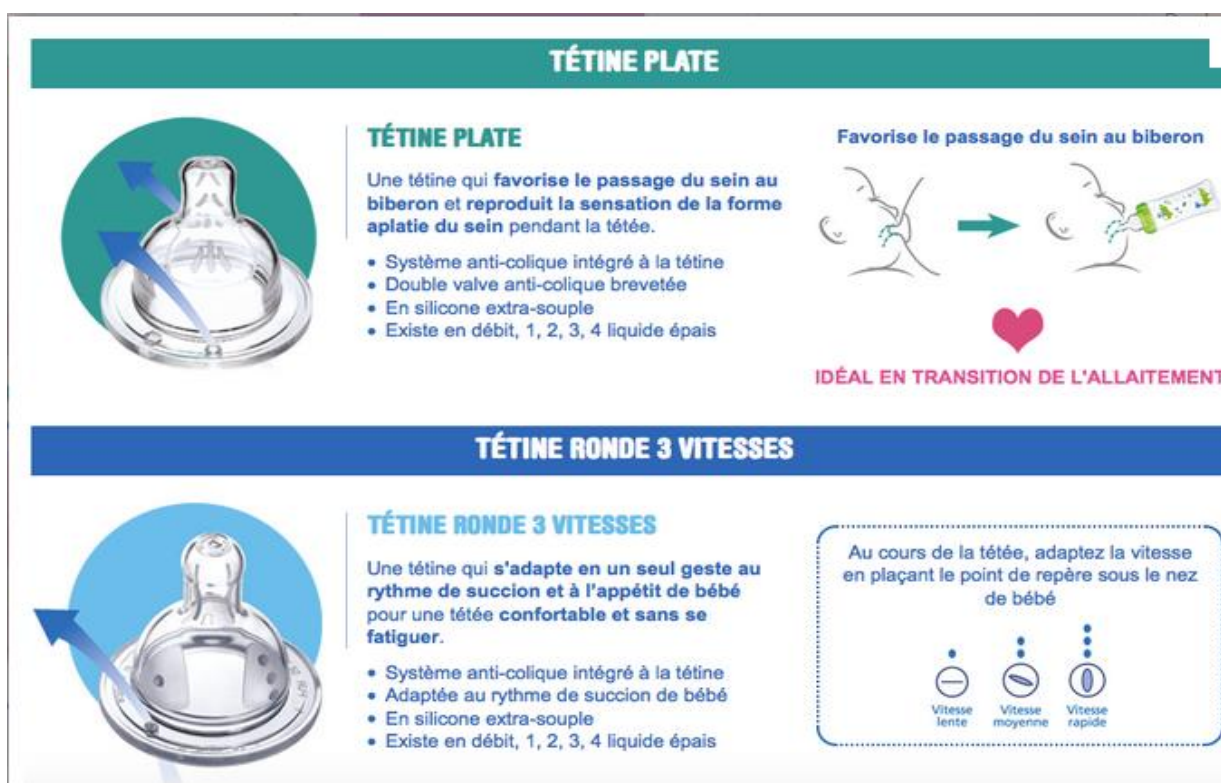 TÉTINE PLATE
TÉTINE PLATE
Une tétine qui favorise le passage du sein au
biberon et reproduit la sensation de la forme
aplatie du sein pendant la tétée.
• Système anti-colique intégré à la tétine
• Double valve anti-colique brevetée
• En silicone extra-souple
• Existe en débit, 1, 2, 3, 4 liquide épais
Favorise le passage du sein au biberon
IDÉAL EN TRANSITION DE L'ALLAITEMENT
TÉTINE RONDE 3 VITESSES
TÉTINE RONDE 3 VITESSES
Une tétine qui s'adapte en un seul geste au
rythme de succion et à l'appétit de bébé
pour une tétée confortable et sans se
fatiguer.
• Système anti-colique intégré à la tétine
• Adaptée au rythme de succion de bébé
• En silicone extra-souple
• Existe en débit, 1, 2, 3, 4 liquide épais
Au cours de la tétée, adaptez la vitesse
en plaçant le point de repère sous le nez
de bébé
Vitesse lente
Vitesse moyenne
Vitesse rapide